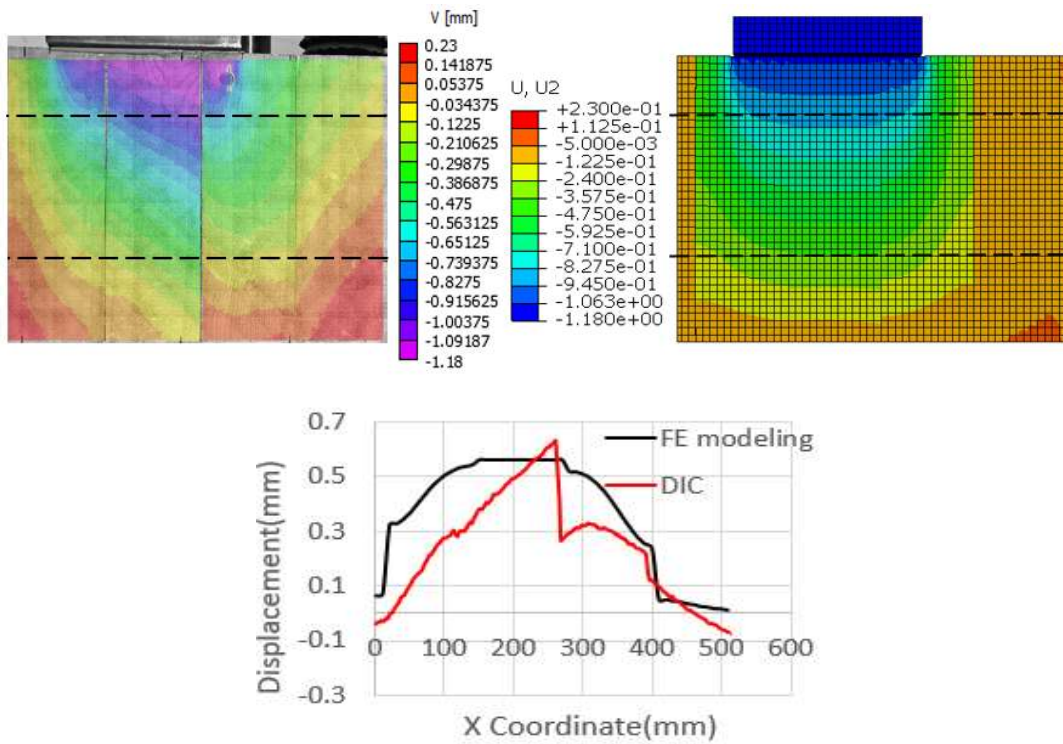 V [mm]
0.23
0.141875
0.05375
-0.034375
-0.1225
-0.210625
-0.29875
-0.386875
-0.475
-0.563125
-0.65125
-0.739375
-0.8275
-0.915625
-1.00375
-1.09187
-1.18
U, U2
+2.300e-01
+1.125e-01
-5.000e-03
-1.225e-01
-2.400e-01
-3.575e-01
-4.750e-01
-5.925e-01
-7.100e-01
-8.275e-01
-9.450e-01
-1.063e+00
-1.180e+00
0.7
0.5
0.3
0.1
-0.1
-0.3
Displacement(mm)
FE modeling
DIC
0 100 200 300 400 500 600
X Coordinate(mm)